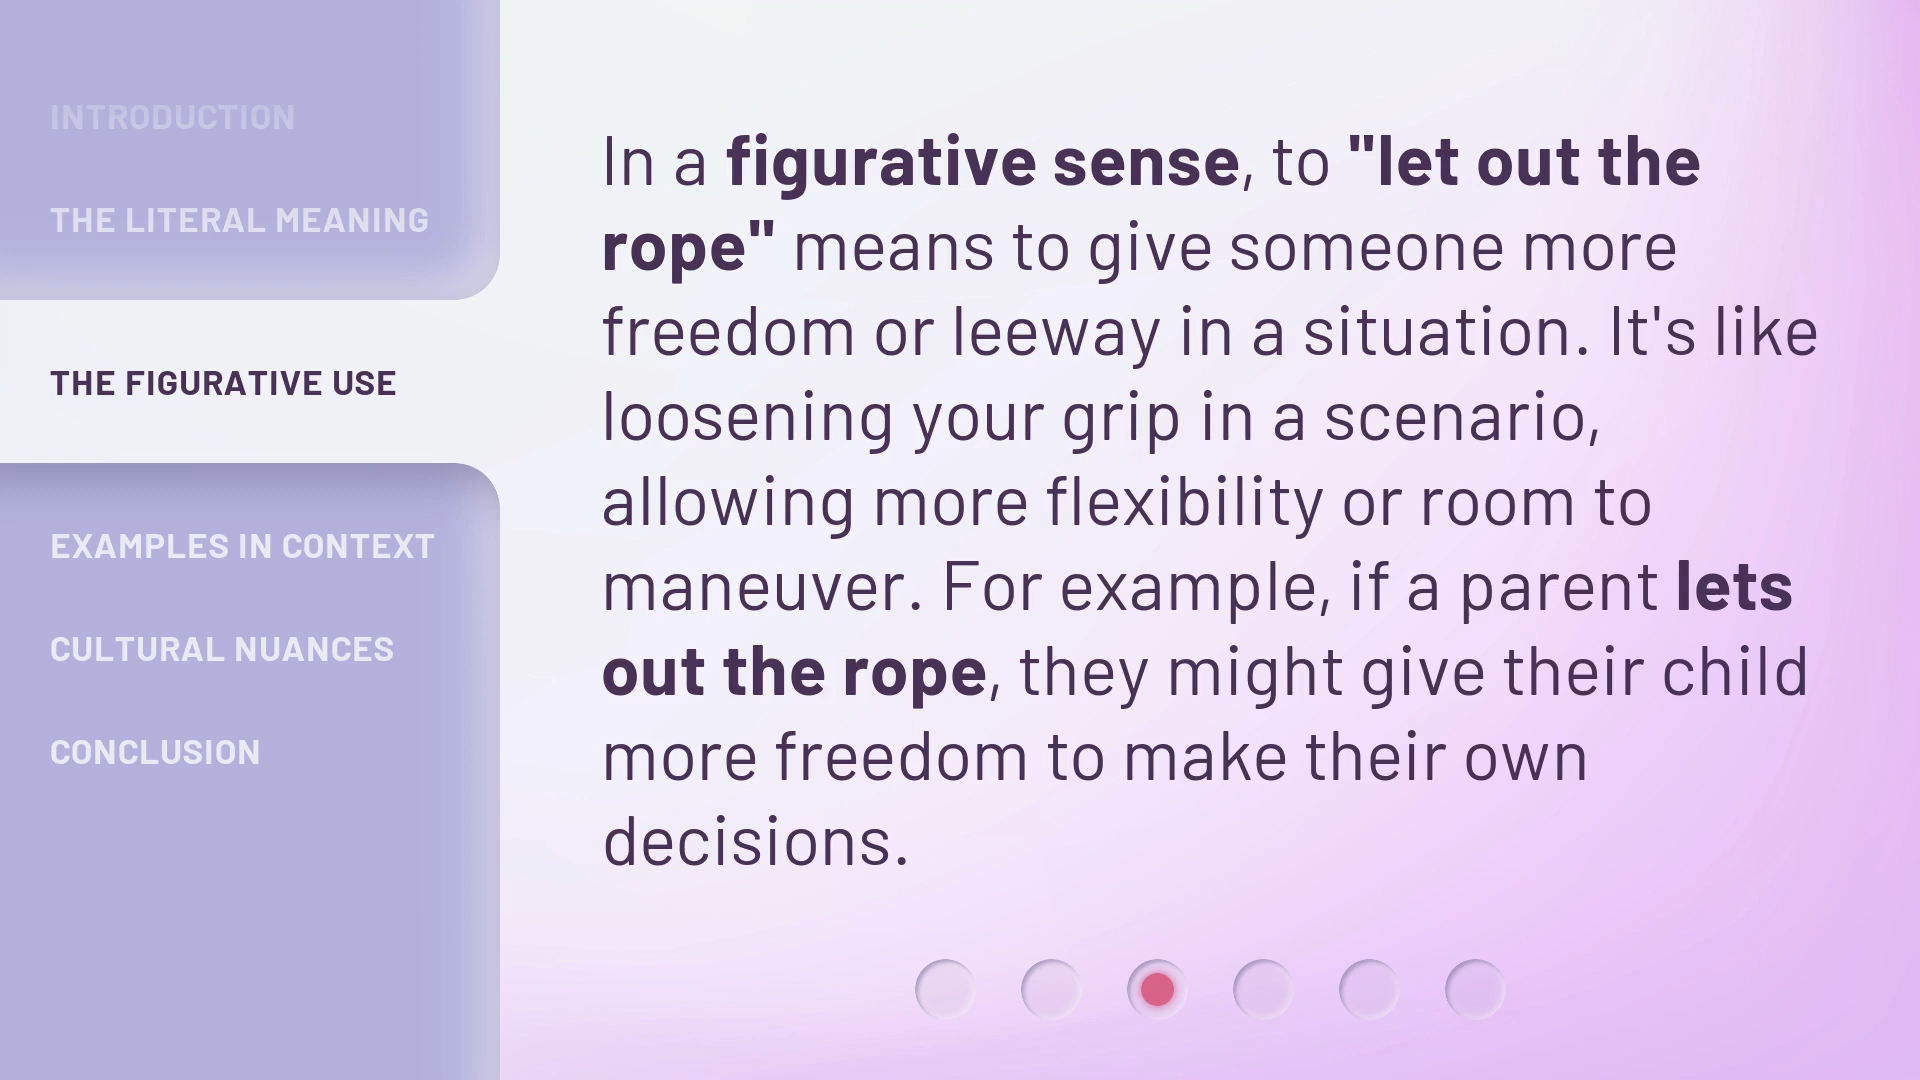 INTRODUCTION
THE LITERAL MEANING
THE FIGURATIVE USE
EXAMPLES IN CONTEXT
CULTURAL NUANCES
CONCLUSION
In a figurative sense, to "let out the
rope" means to give someone more
freedom or leeway in a situation. It's like
loosening your grip in a scenario,
allowing more flexibility or room to
maneuver. For example, if a parent lets
out the rope, they might give their child
more freedom to make their own
decisions.